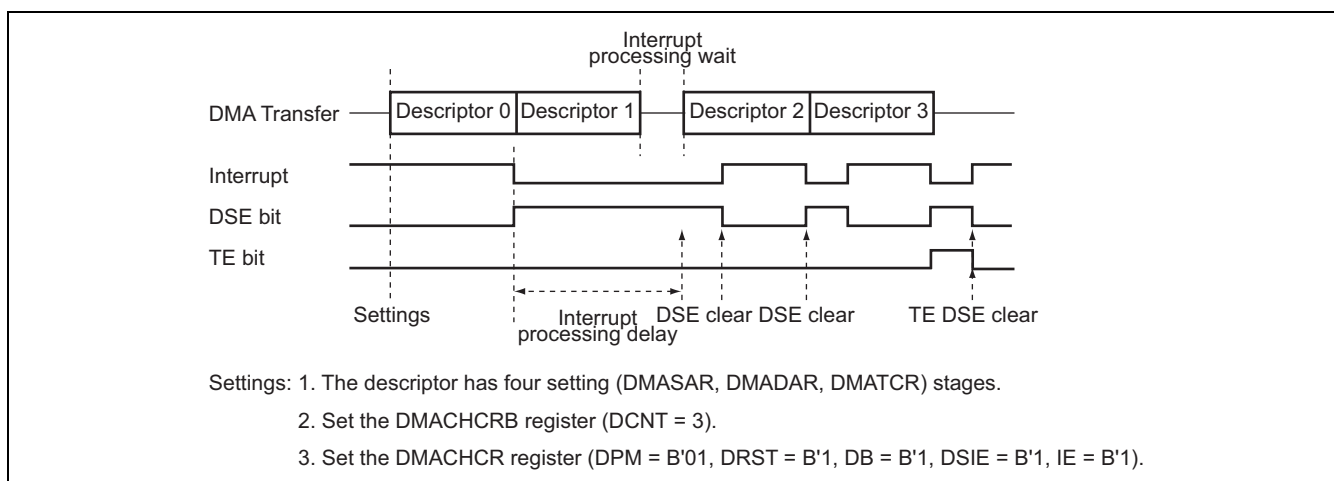 Interrupt
processing wait
DMA Transfer Descriptor 0 Descriptor 1 Descriptor 2 Descriptor 3
Interrupt
DSE bit
TE bit
Settings Interrupt DSE clear DSE clear TE DSE clear
processing delay
Settings: 1. The descriptor has four setting (DMASAR, DMADAR, DMATCR) stages.
2. Set the DMACHCRB register (DCNT = 3).
3. Set the DMACHCR register (DPM = B'01, DRST = B'1, DB = B'1, DSIE = B'1, IE = B'1).